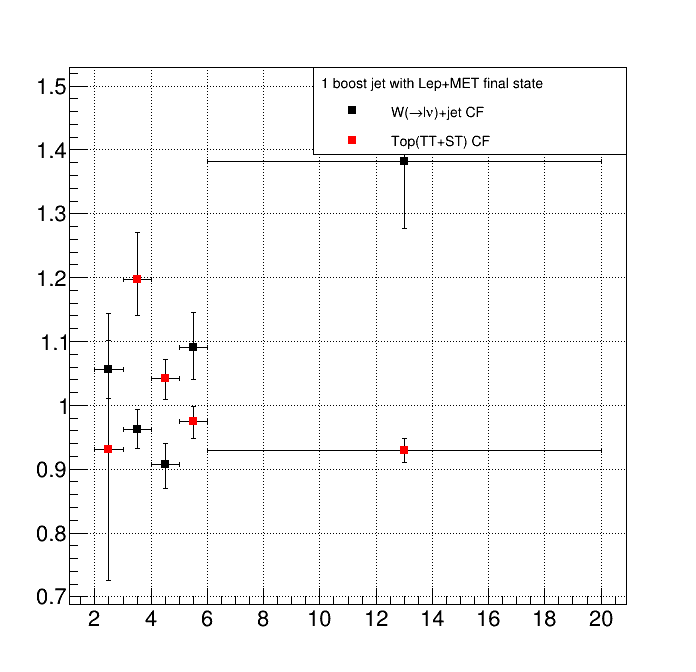 1 boost jet with Lep+MET final state
W(→lν)+jet CF
Top(TT+ST) CF
1.5
1.4
1.3
1.2
1.1
1
0.9
0.8
0.7
2 4 6 8 10 12 14 16 18 20